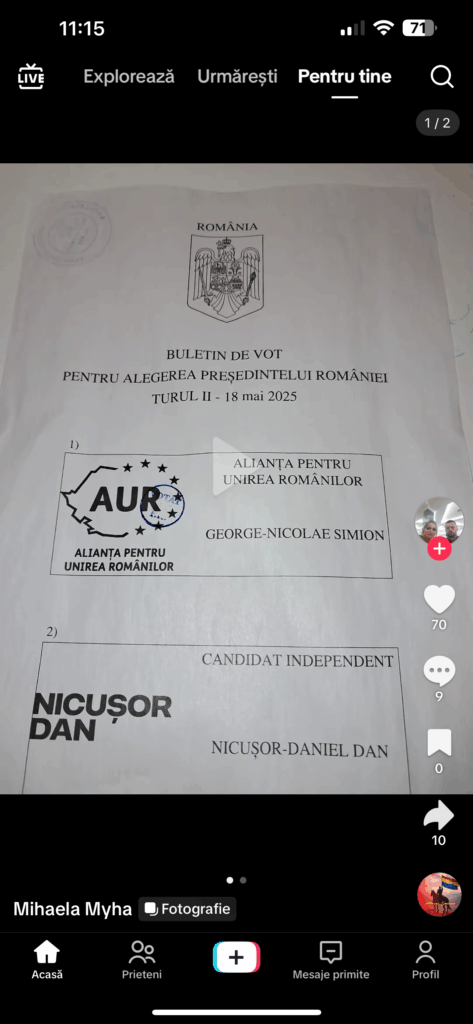 11:15
71
LIVE
Explorează
Urmărești
Pentru tine
1 / 2
ROMÂNIA
BULETIN DE VOT
PENTRU ALEGEREA PREȘEDINTELUI ROMÂNIEI
TURUL II - 18 mai 2025
1)
ALIANȚA PENTRU
UNIREA ROMÂNILOR
AUR
ALIANȚA PENTRU
UNIREA ROMÂNILOR
GEORGE-NICOLAE SIMION
2)
CANDIDAT INDEPENDENT
NICUȘOR
DAN
NICUȘOR-DANIEL DAN
70
9
0
10
Mihaela Myha
Fotografie
Acasă
Prieteni
Mesaje primite
Profil